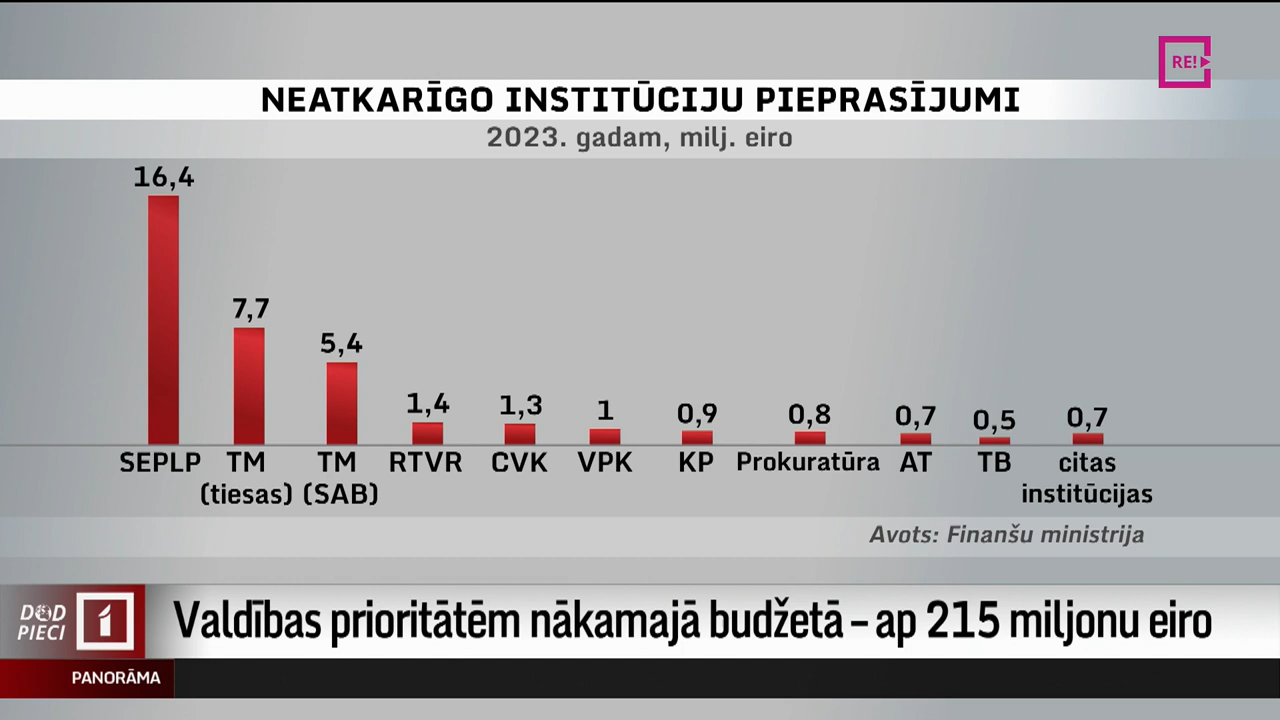 RE!
NEATKARĪGO INSTITŪCIJU PIEPRASĪJUMI
2023. gadam, milj. eiro
16,4
7,7
5,4
1,4
1,3
1
0,9
0,8
0,7
0,5
0,7
SEPLP TM TM RTVR CVK VPK KP Prokuratūra AT TB citas
(tiesas) (SAB) institūcijas
Avots: Finanšu ministrija
DOD
PIECI
1
Valdības prioritātēm nākamajā budžetā – ap 215 miljonu eiro
PANORĀMA